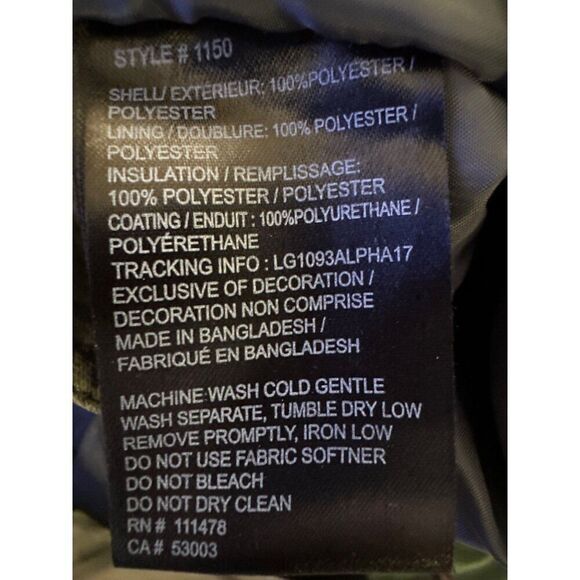 STYLE # 1150
SHELL/ EXTERIEUR: 100%POLYESTER /
POLYESTER
LINING / DOUBLURE: 100% POLYESTER /
POLYESTER
INSULATION / REMPLISSAGE:
100% POLYESTER / POLYESTER
COATING / ENDUIT : 100%POLYURETHANE /
POLYÉRETHANE
TRACKING INFO : LG1093ALPHA17
EXCLUSIVE OF DECORATION /
DECORATION NON COMPRISE
MADE IN BANGLADESH /
FABRIQUÉ EN BANGLADESH
MACHINE WASH COLD GENTLE
WASH SEPARATE, TUMBLE DRY LOW
REMOVE PROMPTLY, IRON LOW
DO NOT USE FABRIC SOFTNER
DO NOT BLEACH
DO NOT DRY CLEAN
RN # 111478
CA # 53003